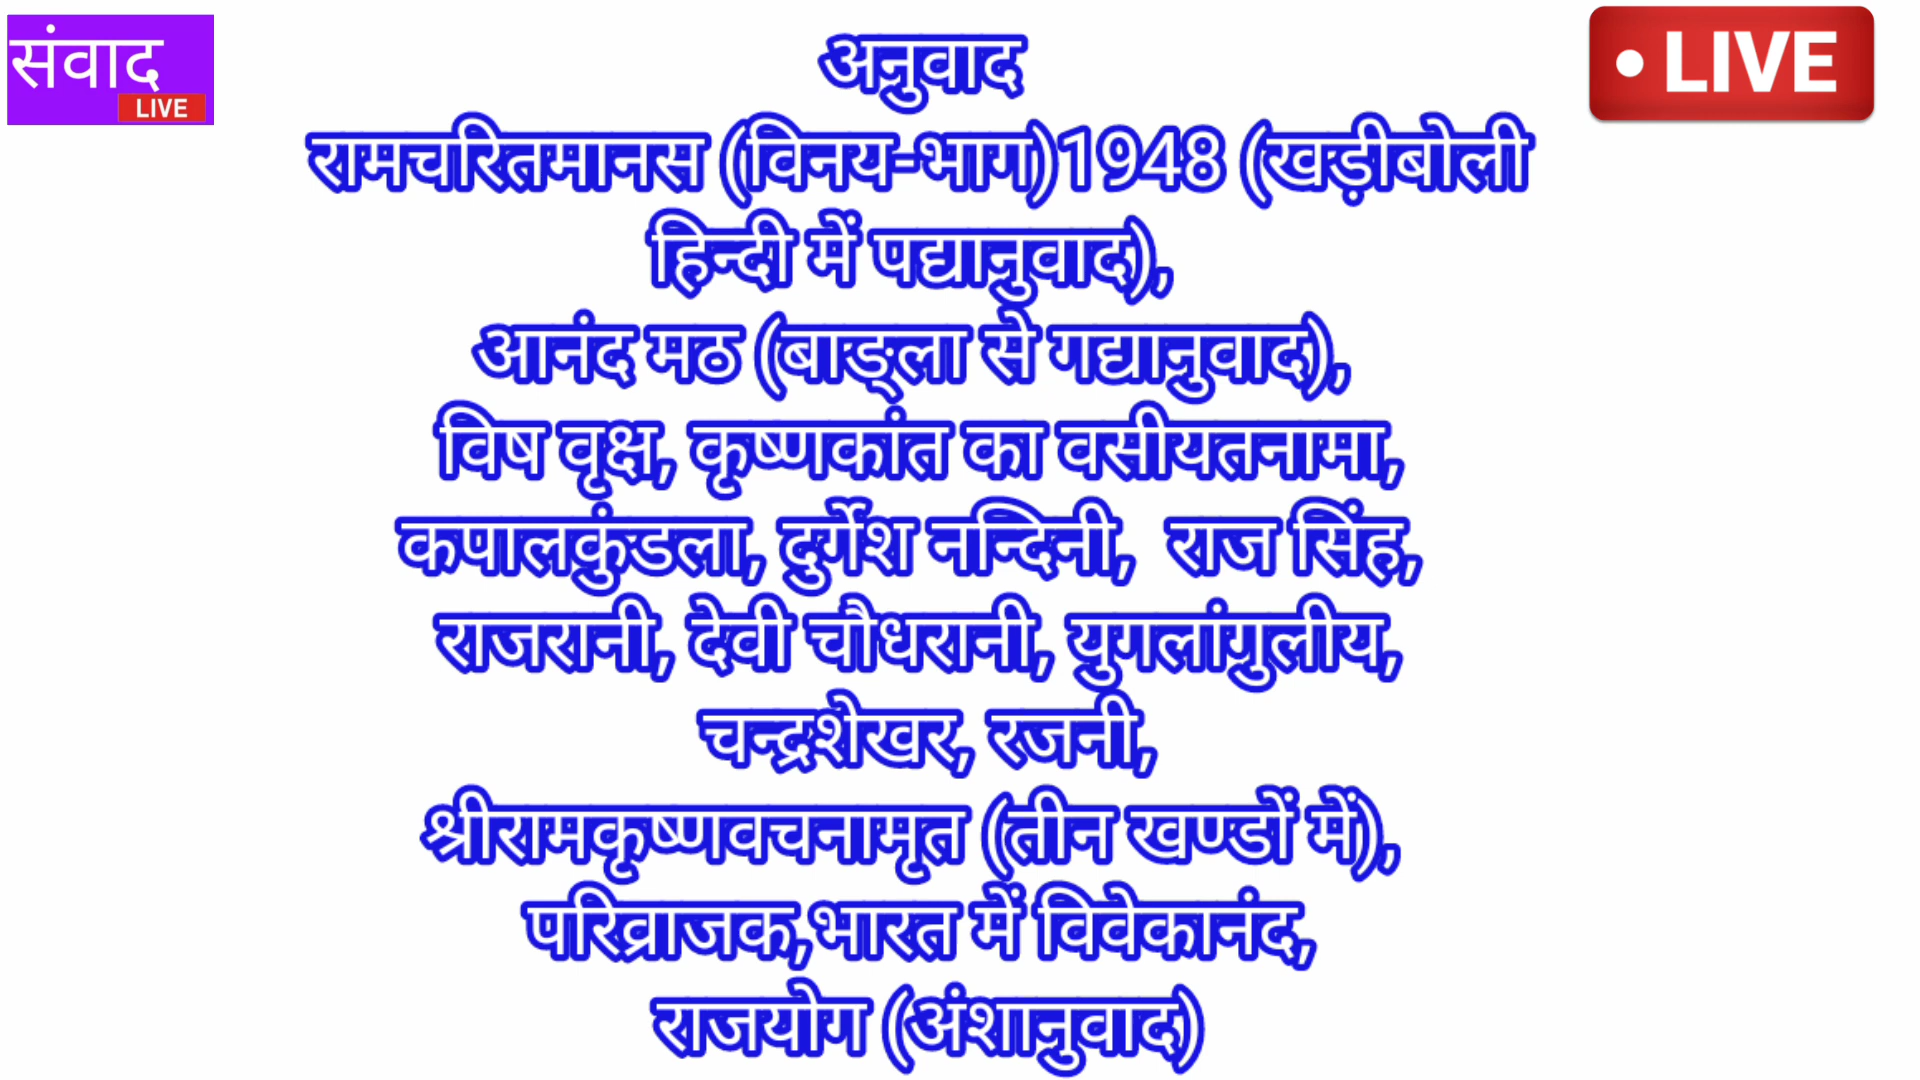 संवाद
LIVE
• LIVE
अनुवाद
रामचरितमानस (विनय-भाग)1948 (खड़ीबोली
हिन्दी में पद्यानुवाद),
आनंद मठ (बाङ्ला से गद्यानुवाद),
विष वृक्ष, कृष्णकांत का वसीयतनामा,
कपालकुंडला, दुर्गेश नन्दिनी, राज सिंह,
राजरानी, देवी चौधरानी, युगलांगुलीय,
चन्द्रशेखर, रजनी,
श्रीरामकृष्णवचनामृत (तीन खण्डों में),
परिव्राजक,भारत में विवेकानंद,
राजयोग (अंशानुवाद)